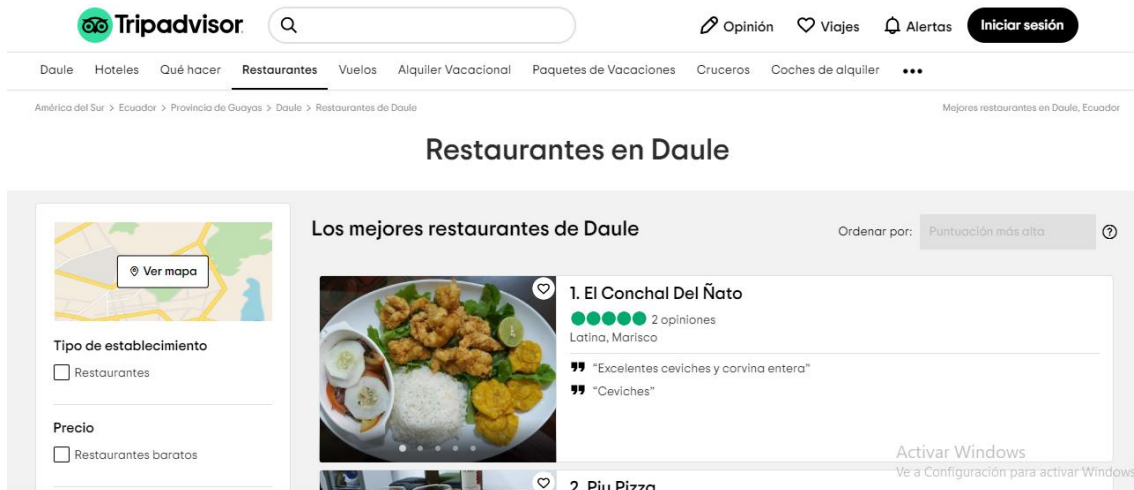 Tripadvisor
Opinión
Viajes
Alertas
Iniciar sesión
Daule Hoteles Qué hacer Restaurantes Vuelos Alquiler Vacacional Paquetes de Vacaciones Cruceros Coches de alquiler
América del Sur > Ecuador > Provincia de Guayas > Daule > Restaurantes de Daule
Mejores restaurantes en Daule, Ecuador
Restaurantes en Daule
Ver mapa
Tipo de establecimiento
Restaurantes
Precio
Restaurantes baratos
Los mejores restaurantes de Daule
Ordenar por: Puntuación más alta
1. El Conchal Del Ñato
2 opiniones
Latina, Marisco
“Excelentes ceviches y corvina entera”
“Ceviches”
2. Piu Pizza
Activar Windows
Ve a Configuración para activar Windows